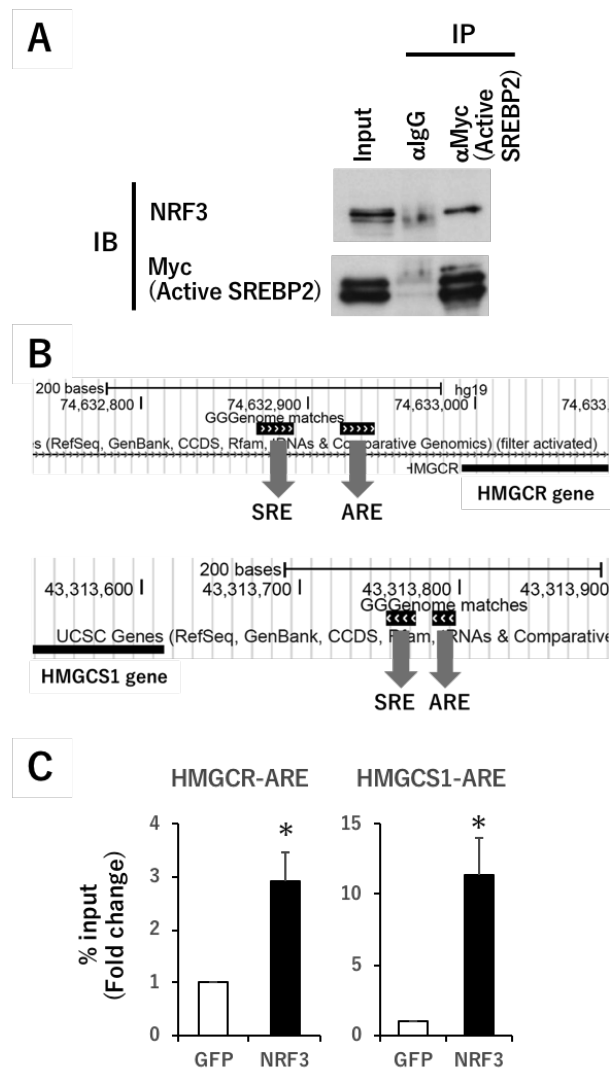 A
IP
Input
αIgG
αMyc
(Active
SREBP2)
IB
NRF3
Myc
(Active SREBP2)
B
200 bases
hg19
74,632,800
74,632,900
74,633,000
74,633,
GGGenome matches
s (RefSeq, GenBank, CCDS, Rfam, tRNAs & Comparative Genomics) (filter activated)
HMGCR
HMGCR gene
SRE
ARE
200 bases
43,313,600
43,313,700
43,313,800
43,313,900
GGGenome matches
UCSC Genes (RefSeq, GenBank, CCDS, Rfam, tRNAs & Comparative
HMGCS1 gene
SRE
ARE
C
HMGCR-ARE
HMGCS1-ARE
% input
(Fold change)
4
3
2
1
0
*
GFP
NRF3
15
10
5
0
*
GFP
NRF3